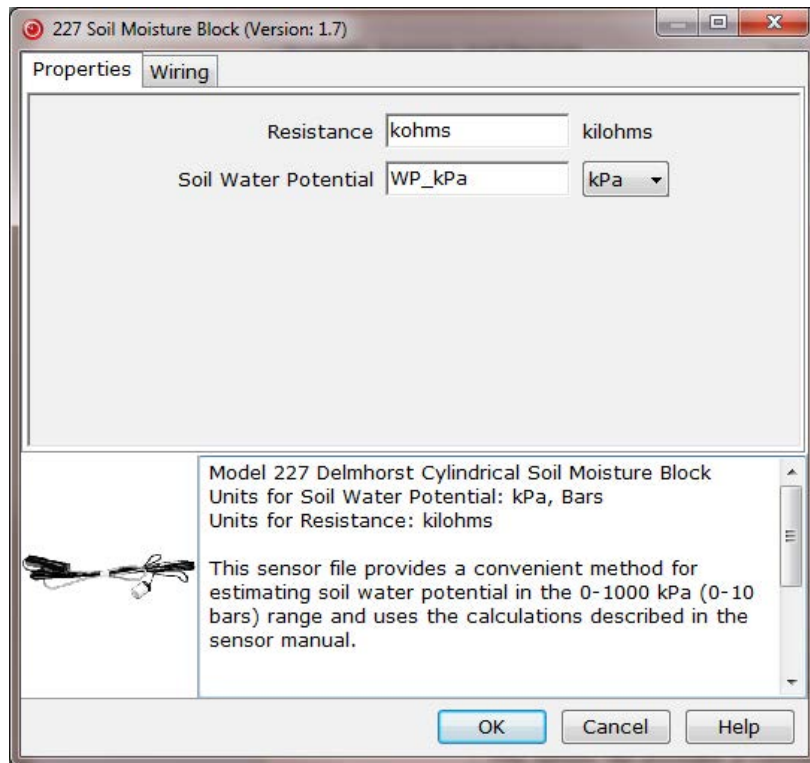 227 Soil Moisture Block (Version: 1.7)
Properties Wiring
Resistance kohms kilohms
Soil Water Potential WP_kPa kPa
Model 227 Delmhorst Cylindrical Soil Moisture Block
Units for Soil Water Potential: kPa, Bars
Units for Resistance: kilohms
This sensor file provides a convenient method for
estimating soil water potential in the 0-1000 kPa (0-10
bars) range and uses the calculations described in the
sensor manual.
OK Cancel Help